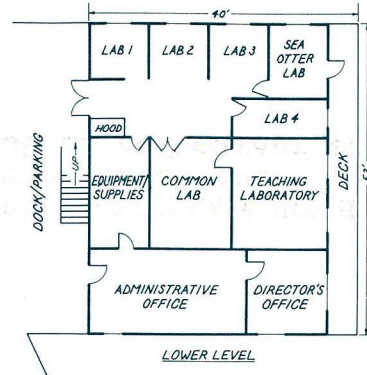 40'
LAB 1
LAB 2
LAB 3
SEA
OTTER
LAB
HOOD
LAB 4
DOCK/PARKING
UP
EQUIPMENT/
SUPPLIES
COMMON
LAB
TEACHING
LABORATORY
DECK
ADMINISTRATIVE
OFFICE
DIRECTOR'S
OFFICE
LOWER LEVEL